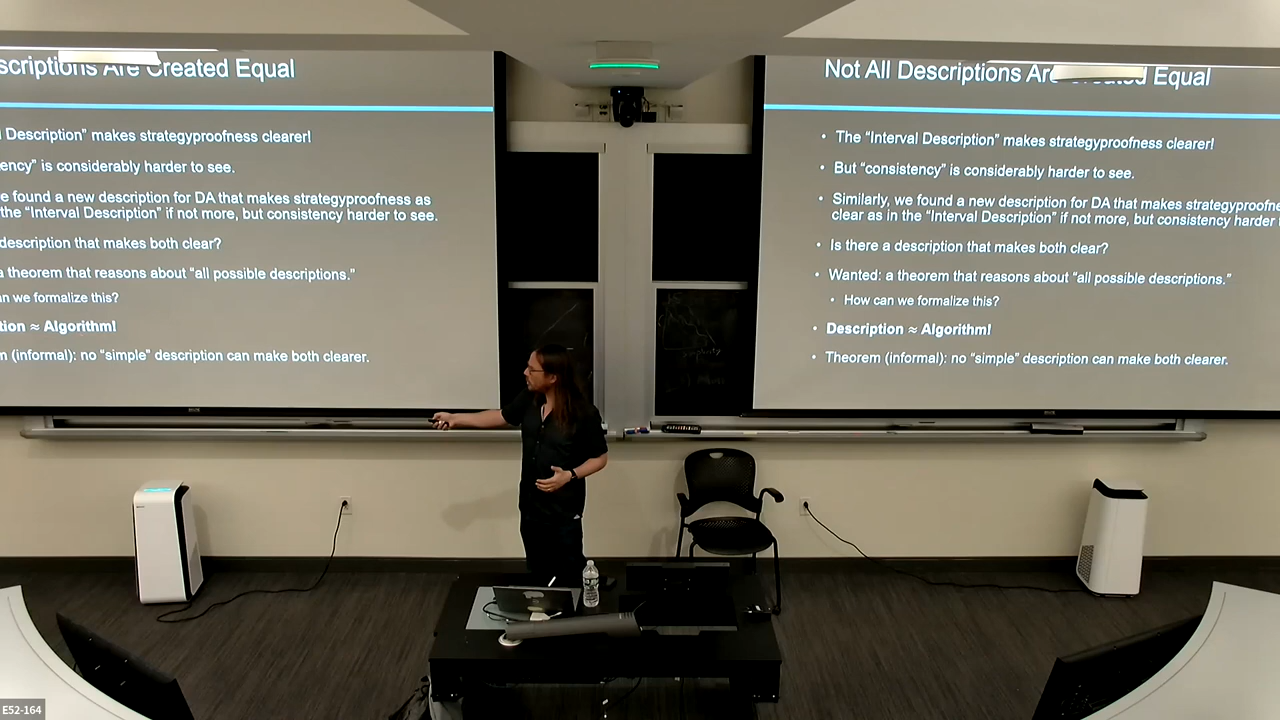 scriptions Are Created Equal
Description” makes strategyproofness clearer!
ency” is considerably harder to see.
e found a new description for DA that makes strategyproofness as
the “Interval Description” if not more, but consistency harder to see.
description that makes both clear?
a theorem that reasons about “all possible descriptions.”
an we formalize this?
tion ≈ Algorithm!
m (informal): no “simple” description can make both clearer.
Not All Descriptions Are Created Equal
• The “Interval Description” makes strategyproofness clearer!
• But “consistency” is considerably harder to see.
• Similarly, we found a new description for DA that makes strategyproofne
clear as in the “Interval Description” if not more, but consistency harder
• Is there a description that makes both clear?
• Wanted: a theorem that reasons about “all possible descriptions.”
• How can we formalize this?
• Description ≈ Algorithm!
• Theorem (informal): no “simple” description can make both clearer.
E52-164